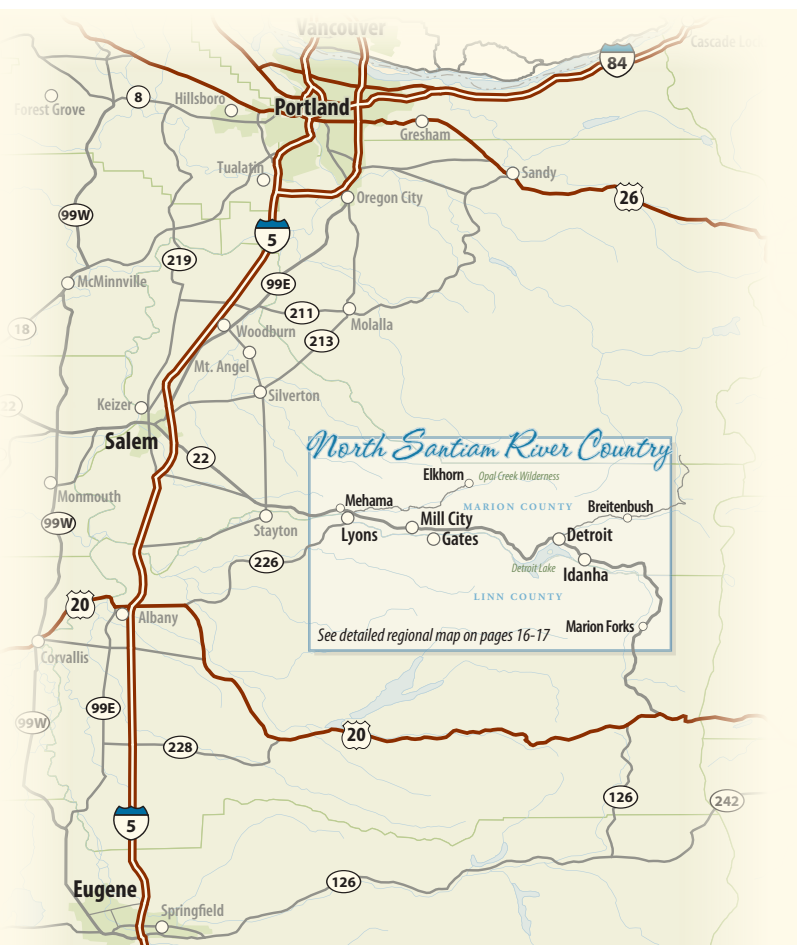 Vancouver
84
Forest Grove
8
Hillsboro
Portland
Gresham
Tualatin
Sandy
99W
Oregon City
26
5
219
McMinnville
99E
211
18
Woodburn
Molalla
213
Mt. Angel
Keizer
Silverton
22
Salem
North Santiam River Country
22
Elkhorn
Opal Creek Wilderness
Monmouth
Mehama
MARION COUNTY
Breitenbush
99W
Stayton
Lyons
Mill City
Gates
Detroit
226
Detroit Lake
Idanha
LINN COUNTY
20
Albany
See detailed regional map on pages 16-17
Marion Forks
Corvallis
99W
99E
228
20
126
242
5
126
Eugene
Springfield